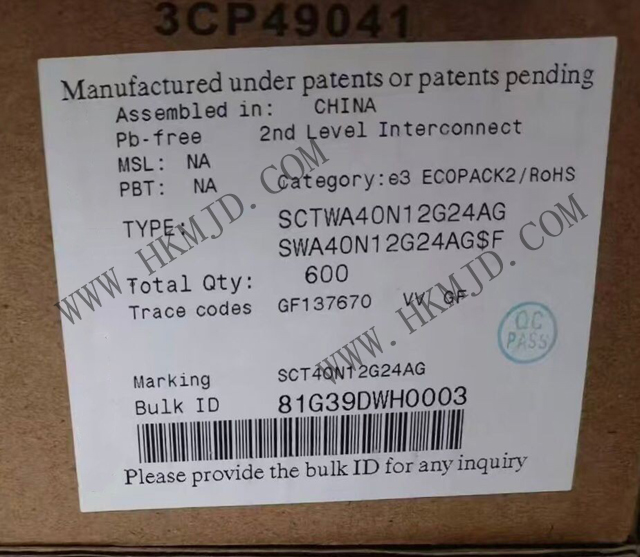 3CP49041
Manufactured under patents or patents pending
Assembled in: CHINA
Pb-free 2nd Level Interconnect
MSL: NA
PBT: NA Category: e3 ECOPACK2/RoHS
TYPE: SCTWA40N12G24AG
SWA40N12G24AG$F
Total Qty: 600
Trace codes GF137670 VV GF
QC
PASS
Marking SCT40N12G24AG
Bulk ID 81G39DWH0003
Please provide the bulk ID for any inquiry
WWW.HKMJD.COM
WWW.HKMJD.COM